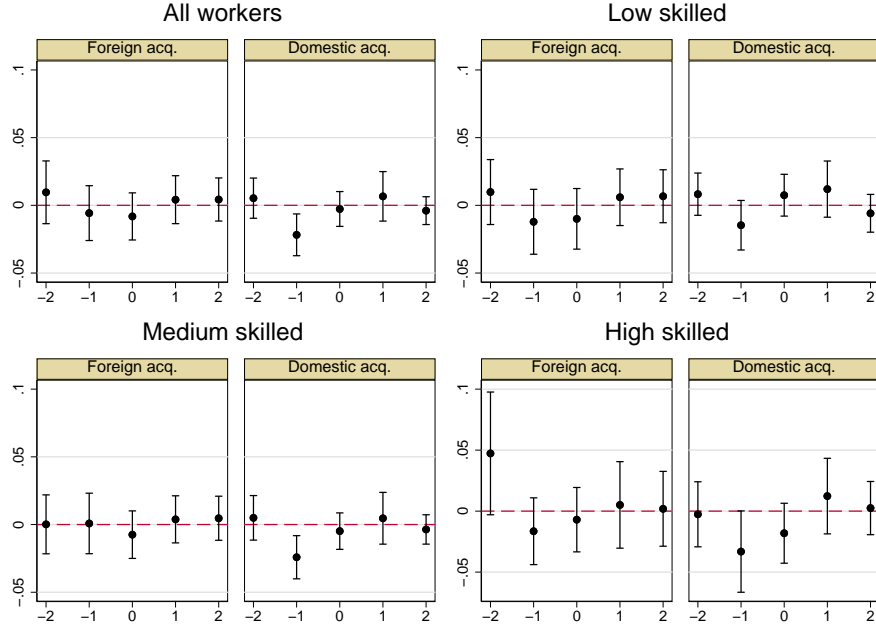 All workers
Foreign acq. Domestic acq.
.1
.05
0
−.05
−2 −1 0 1 2 −2 −1 0 1 2
Low skilled
Foreign acq. Domestic acq.
.1
.05
0
−.05
−2 −1 0 1 2 −2 −1 0 1 2
Medium skilled
Foreign acq. Domestic acq.
.1
.05
0
−.05
−2 −1 0 1 2 −2 −1 0 1 2
High skilled
Foreign acq. Domestic acq.
.1
.05
0
−.05
−2 −1 0 1 2 −2 −1 0 1 2